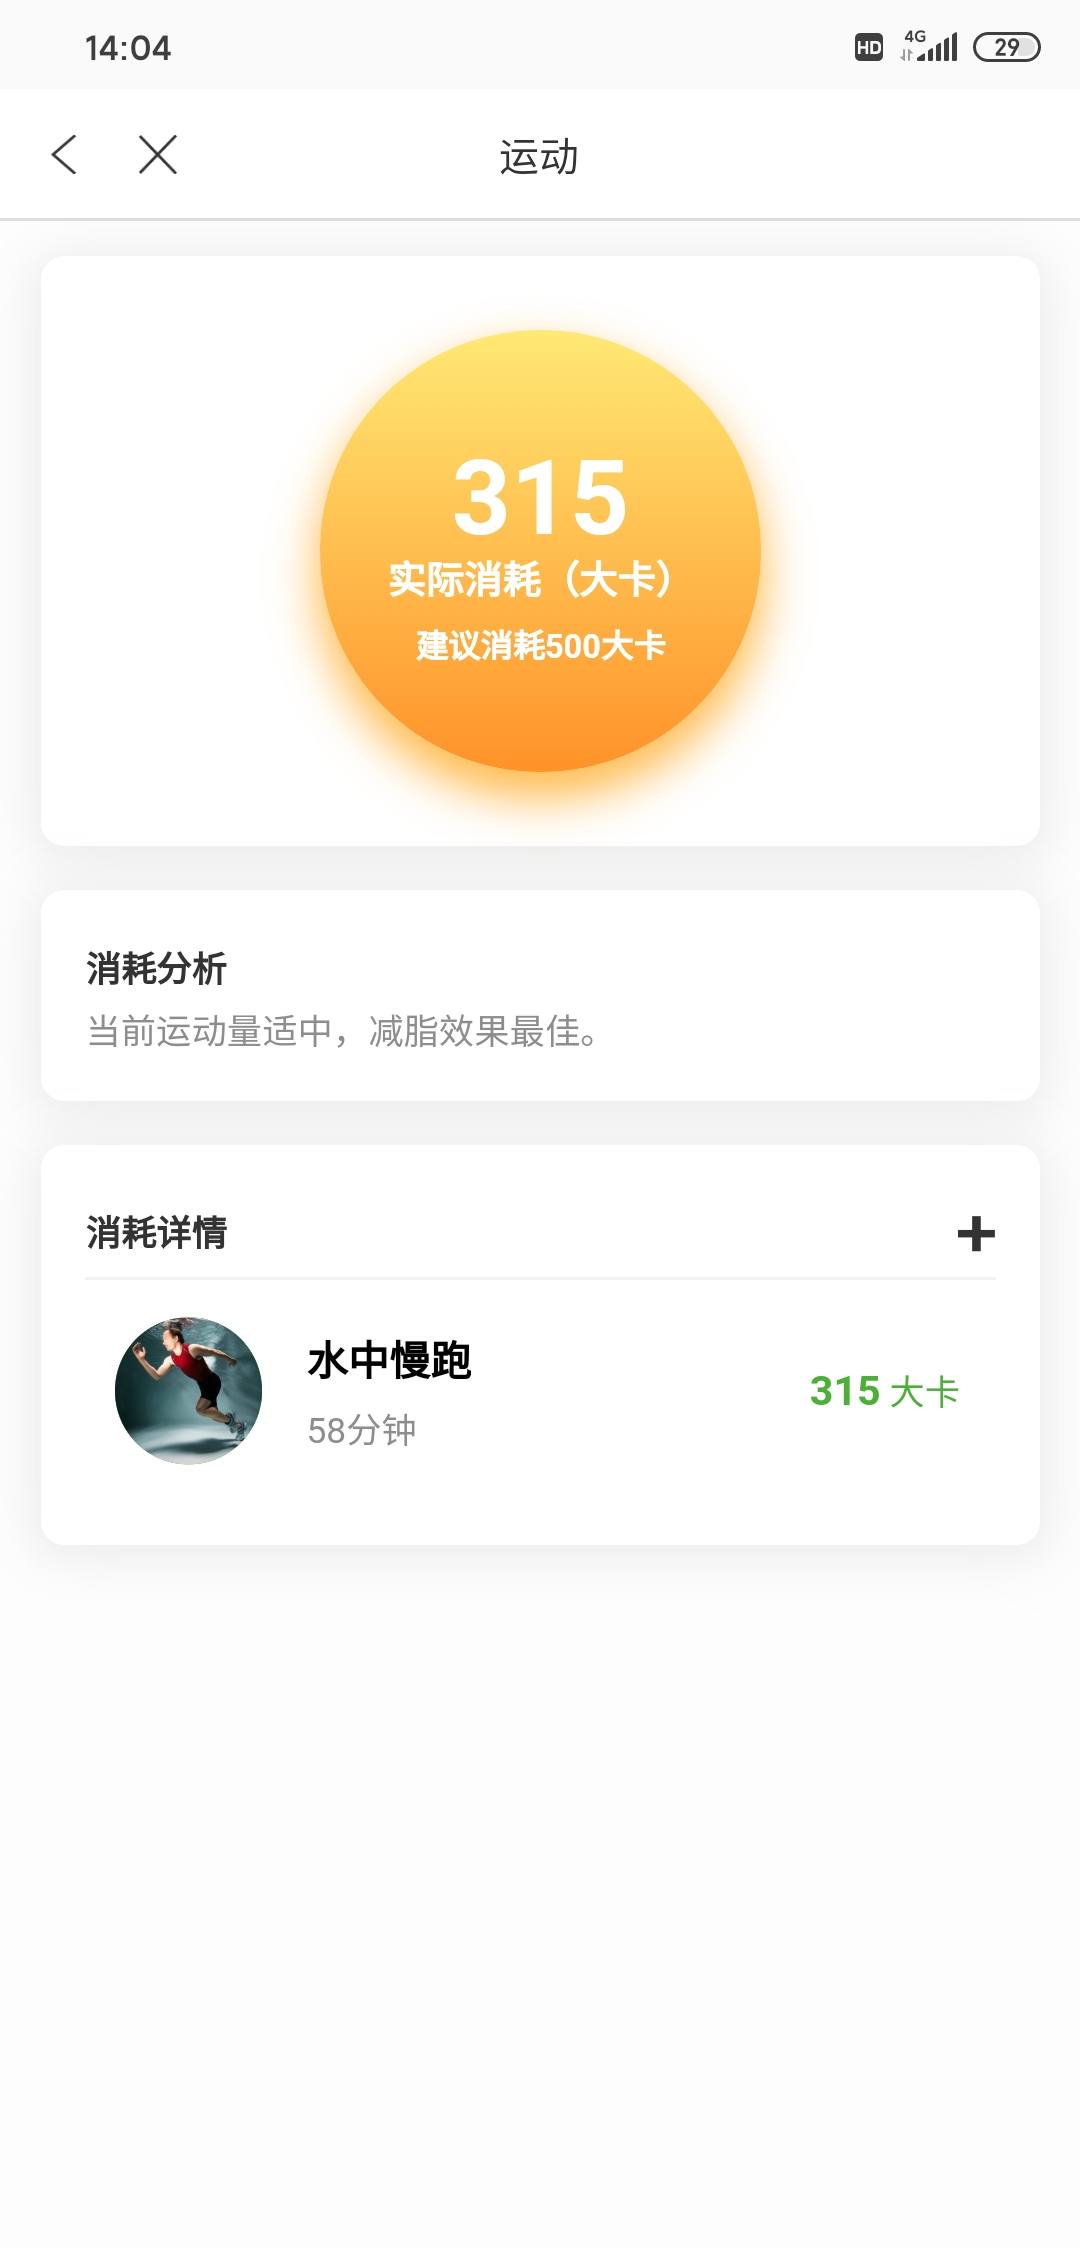 14:04
HD 4G 29
运动
315
实际消耗（大卡）
建议消耗500大卡
消耗分析
当前运动量适中，减脂效果最佳。
消耗详情
水中慢跑
315 大卡
58分钟